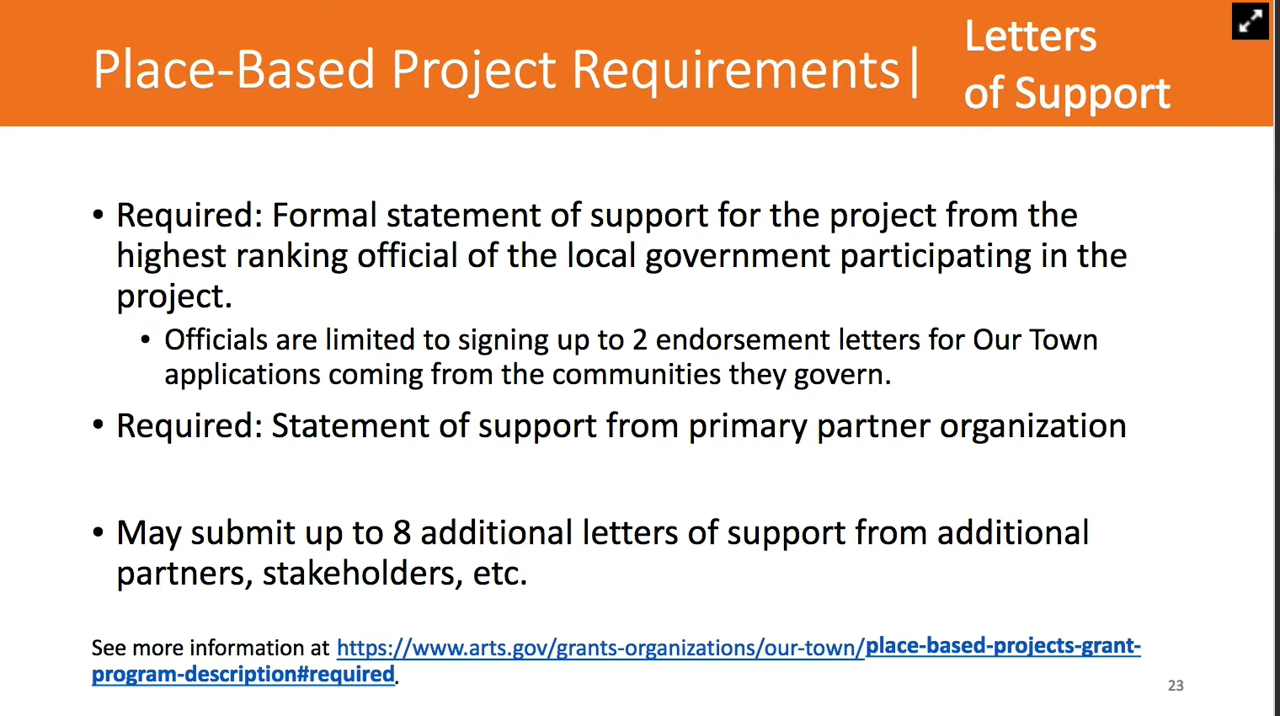 Place-Based Project Requirements|
Letters
of Support
• Required: Formal statement of support for the project from the
highest ranking official of the local government participating in the
project.
• Officials are limited to signing up to 2 endorsement letters for Our Town
applications coming from the communities they govern.
• Required: Statement of support from primary partner organization
• May submit up to 8 additional letters of support from additional
partners, stakeholders, etc.
See more information at https://www.arts.gov/grants-organizations/our-town/place-based-projects-grant-
program-description#required.
23